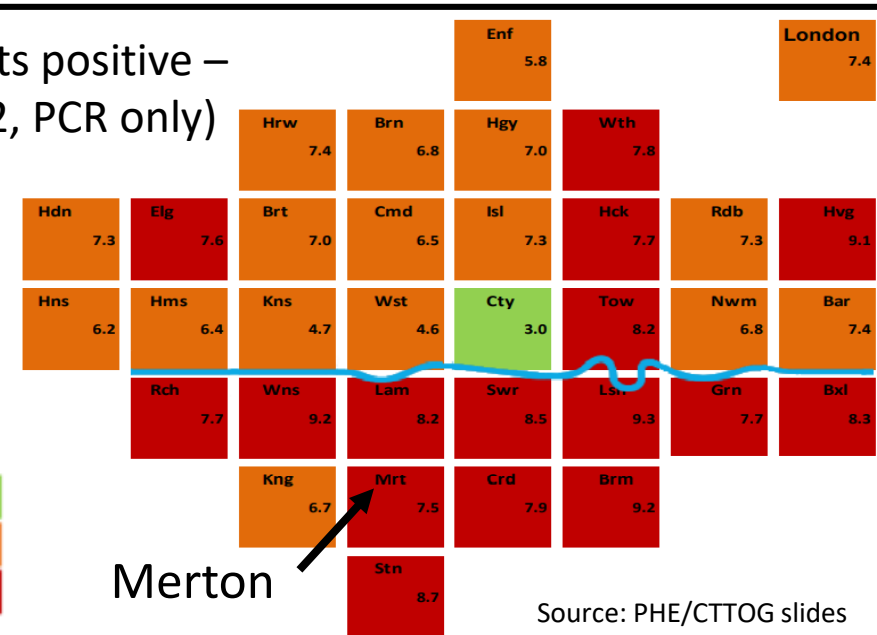 ts positive –
2, PCR only)
Enf
5.8
London
7.4
Hrw
7.4
Brn
6.8
Hgy
7.0
Wth
7.8
Hdn
7.3
Elg
7.6
Brt
7.0
Cmd
6.5
Isl
7.3
Hck
7.7
Rdb
7.3
Hvg
9.1
Hns
6.2
Hms
6.4
Kns
4.7
Wst
4.6
Cty
3.0
Tow
8.2
Nwm
6.8
Bar
7.4
Rch
7.7
Wns
9.2
Lam
8.2
Swr
8.5
Lsh
9.3
Grn
7.7
Bxl
8.3
Kng
6.7
Mrt
7.5
Crd
7.9
Brm
9.2
Merton
Stn
8.7
Source: PHE/CTTOG slides